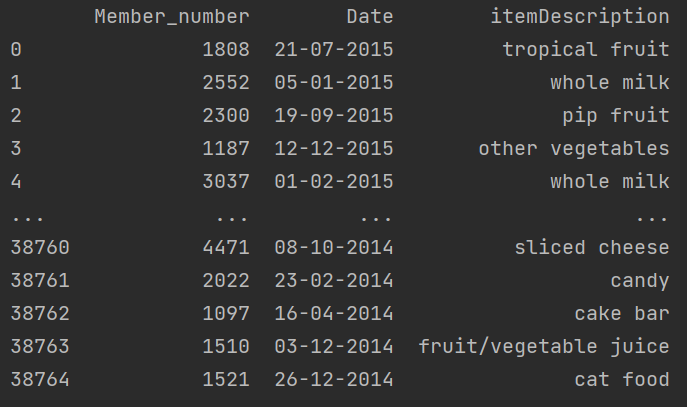 Member_number Date itemDescription
0 1808 21-07-2015 tropical fruit
1 2552 05-01-2015 whole milk
2 2300 19-09-2015 pip fruit
3 1187 12-12-2015 other vegetables
4 3037 01-02-2015 whole milk
... ... ... ...
38760 4471 08-10-2014 sliced cheese
38761 2022 23-02-2014 candy
38762 1097 16-04-2014 cake bar
38763 1510 03-12-2014 fruit/vegetable juice
38764 1521 26-12-2014 cat food